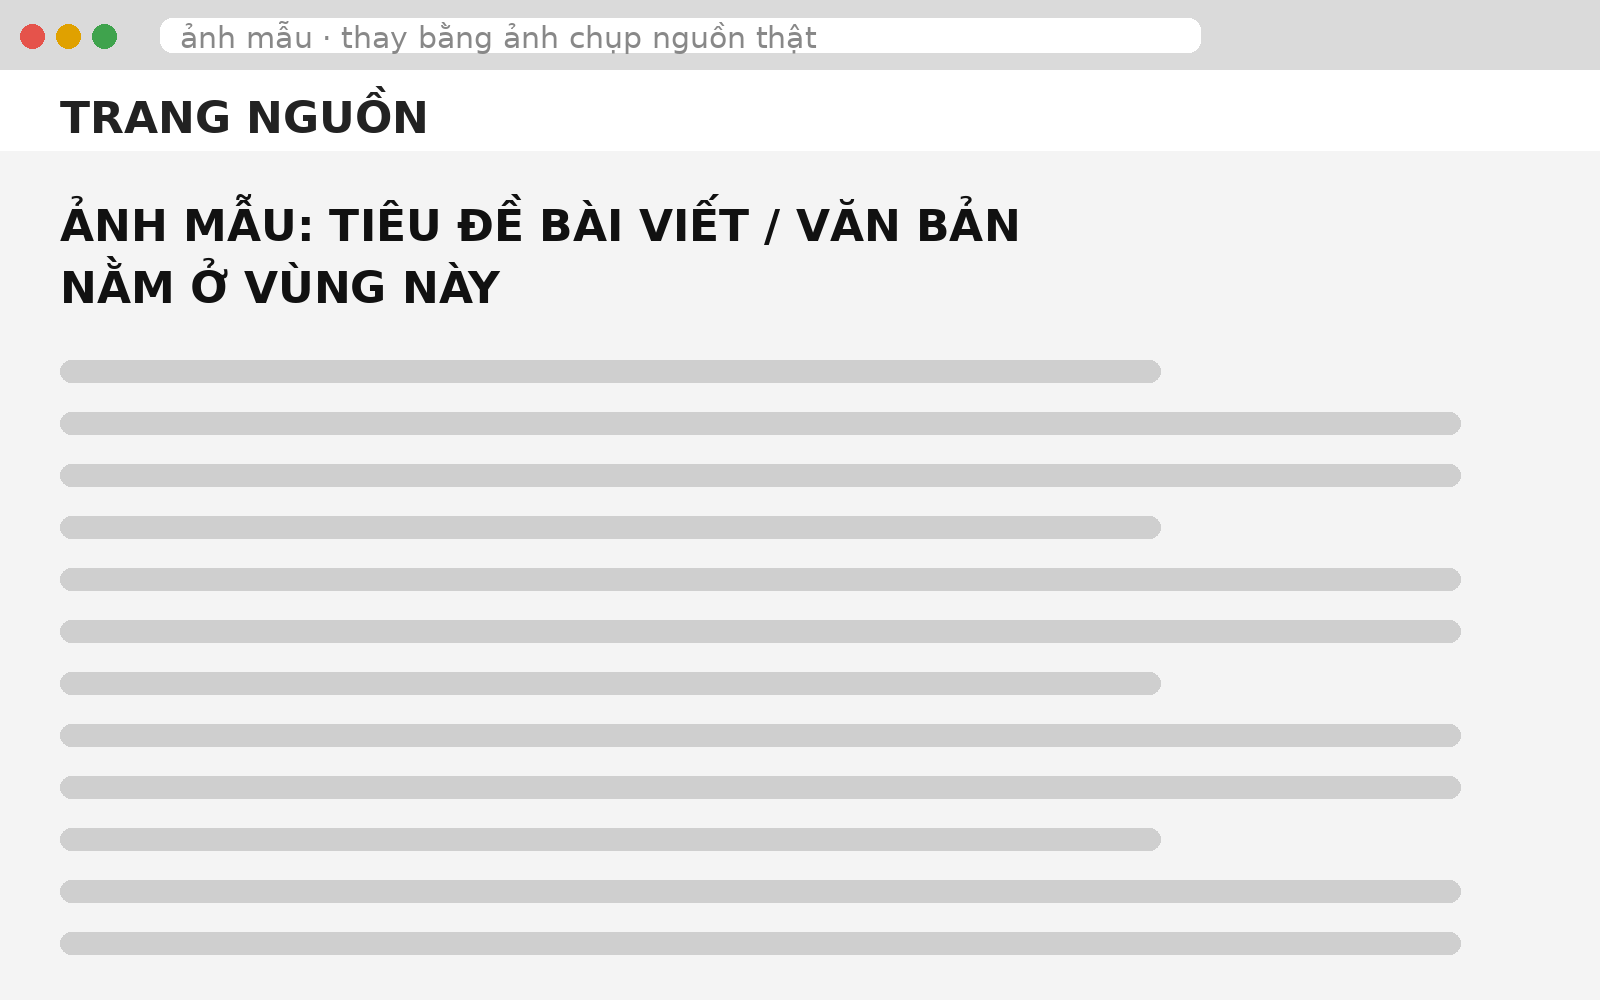 ảnh mẫu · thay bằng ảnh chụp nguồn thật
TRANG NGUỒN
ẢNH MẪU: TIÊU ĐỀ BÀI VIẾT / VĂN BẢN
NẰM Ở VÙNG NÀY